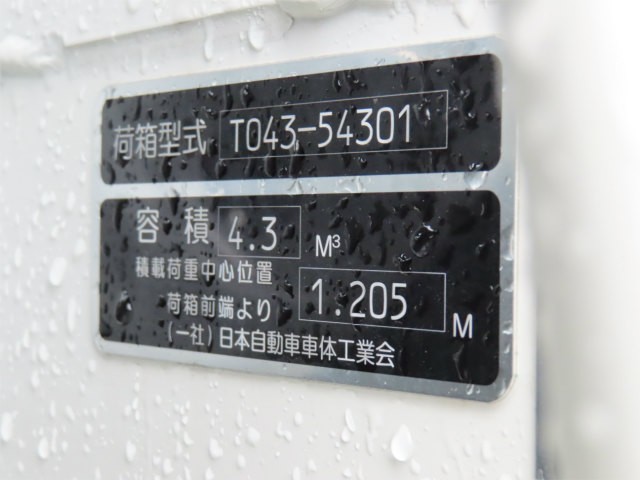 荷箱型式 T043-54301
容積 4.3 M³
積載荷重中心位置
荷箱前端より 1.205 M
(一社)日本自動車車体工業会